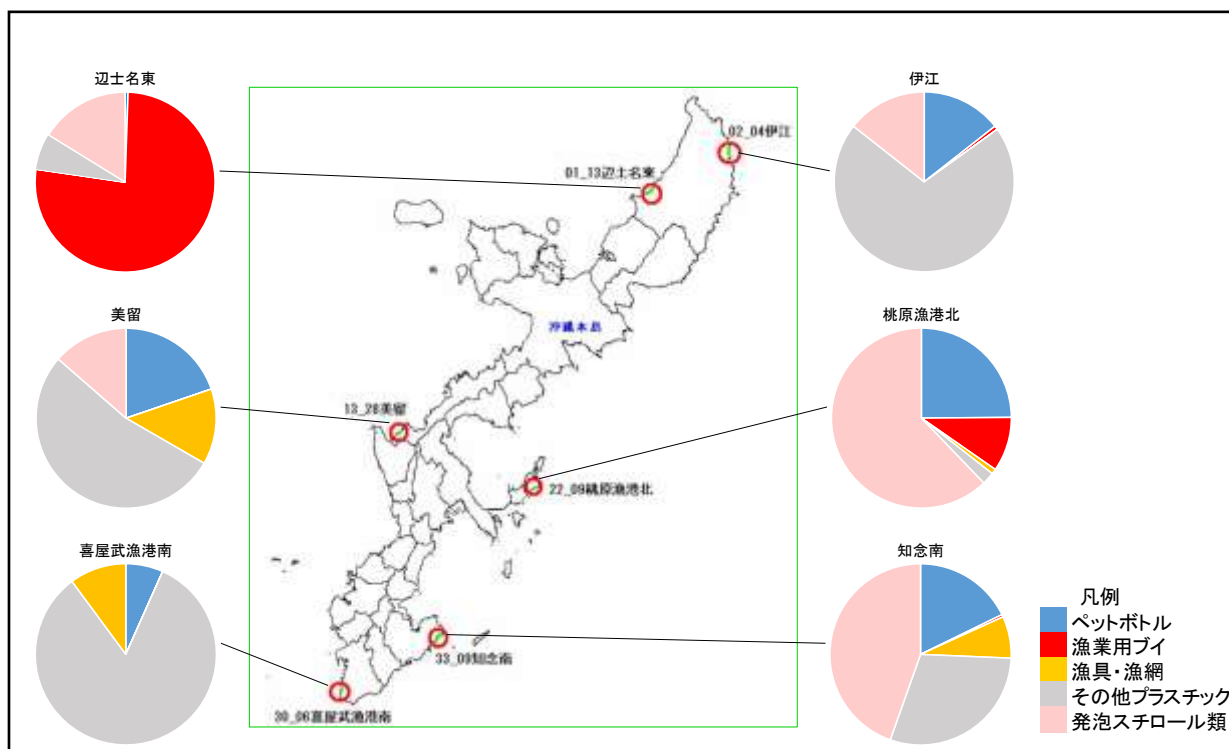 辺士名東
伊江
02_04伊江
01_13辺土名東
美留
桃原漁港北
沖縄本島
13_28美留
22_09桃原漁港北
喜屋武漁港南
知念南
33_09知念南
30_06喜屋武漁港南
凡例
ペットボトル
漁業用ブイ
漁具・漁網
その他プラスチック
発泡スチロール類